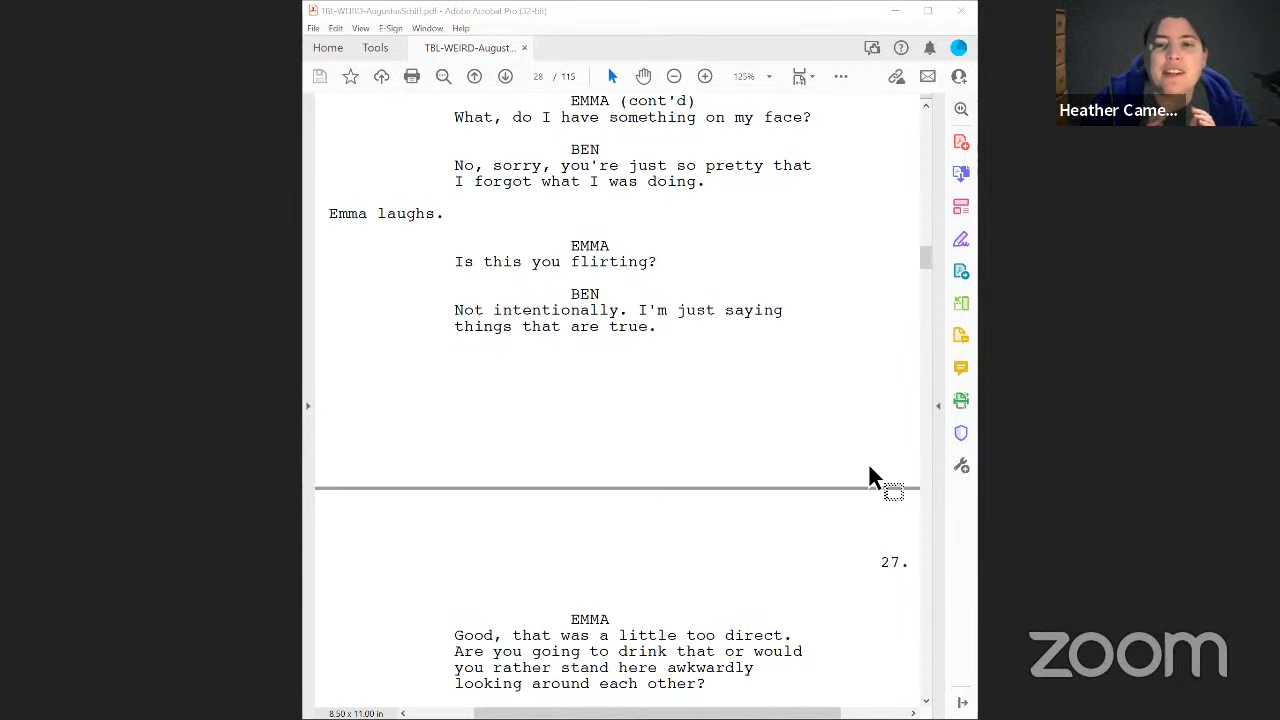 TBL-WEIRD-AugustusSchiff.pdf - Adobe Acrobat Pro (32-bit)
File Edit View E-Sign Window Help
Home Tools TBL-WEIRD-August... ×
28 / 115 125%
EMMA (cont'd)
What, do I have something on my face?
BEN
No, sorry, you're just so pretty that
I forgot what I was doing.
Emma laughs.
EMMA
Is this you flirting?
BEN
Not intentionally. I'm just saying
things that are true.
27.
EMMA
Good, that was a little too direct.
Are you going to drink that or would
you rather stand here awkwardly
looking around each other?
8.50 x 11.00 in
Heather Came...
zoom